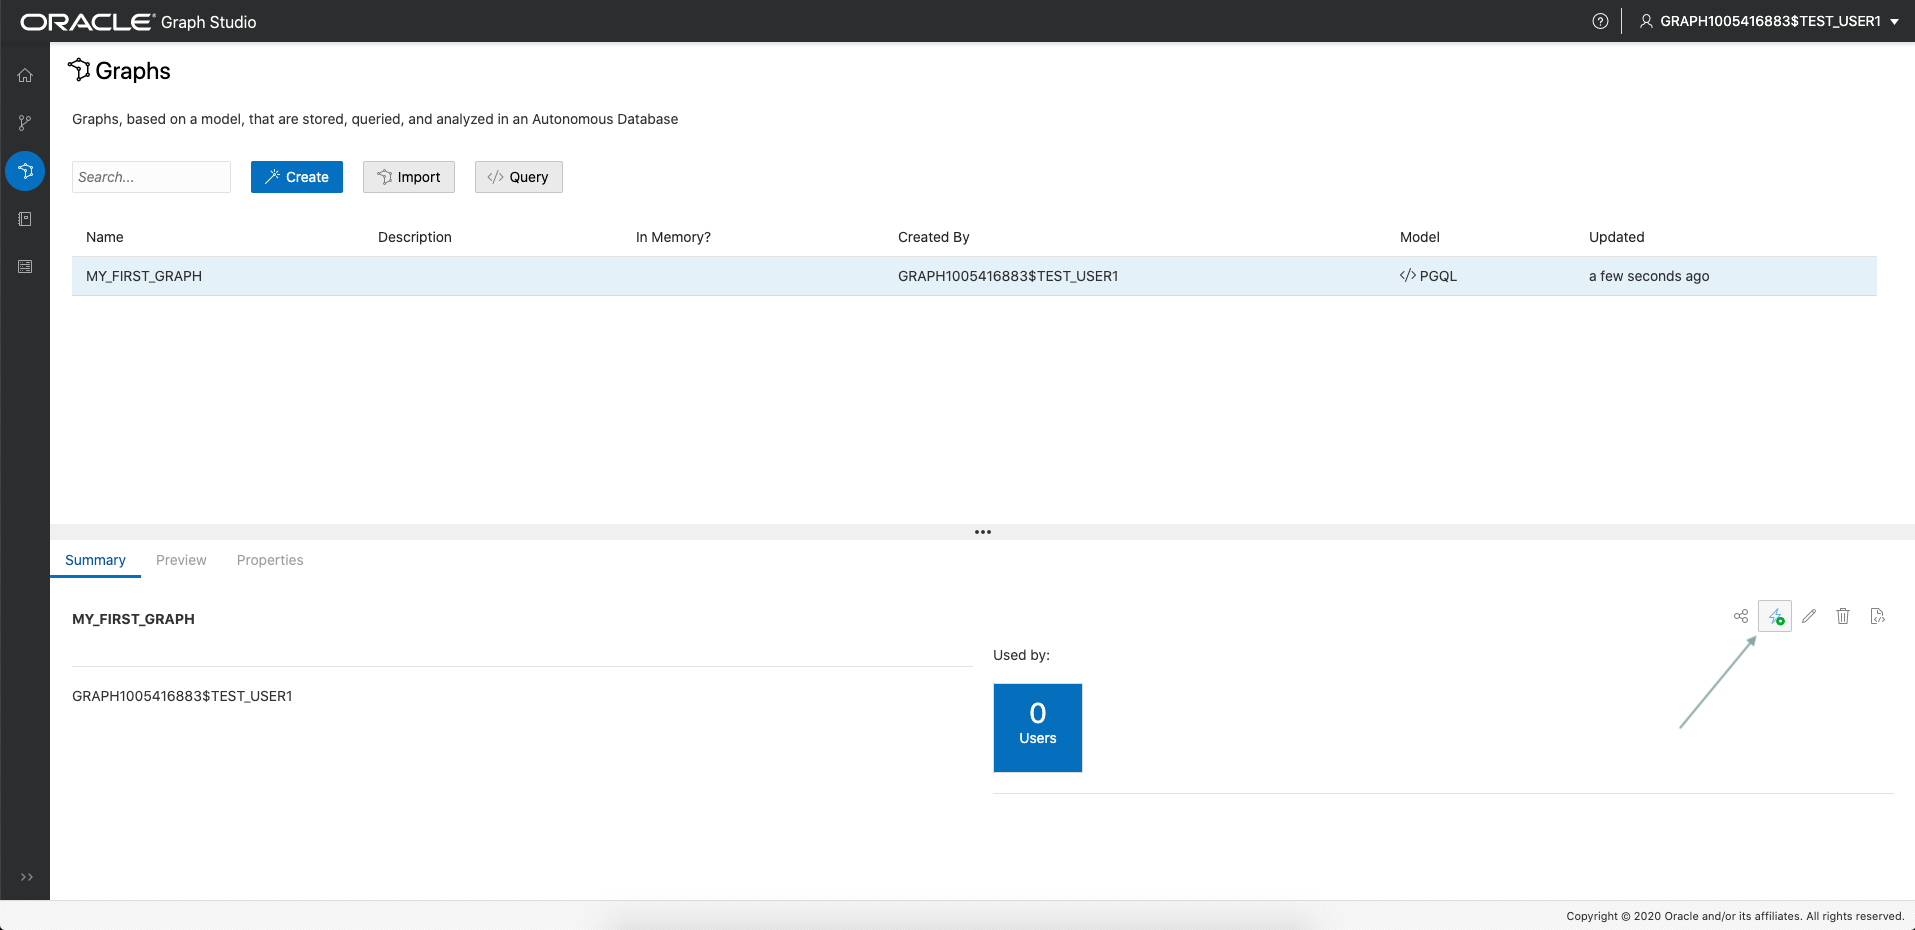 ORACLE® Graph Studio
? GRAPH1005416883$TEST_USER1
Graphs
Graphs, based on a model, that are stored, queried, and analyzed in an Autonomous Database
Search... Create Import </> Query
Name Description In Memory? Created By Model Updated
MY_FIRST_GRAPH GRAPH1005416883$TEST_USER1 </> PGQL a few seconds ago
Summary Preview Properties
MY_FIRST_GRAPH
Used by:
GRAPH1005416883$TEST_USER1
0
Users
Copyright © 2020 Oracle and/or its affiliates. All rights reserved.